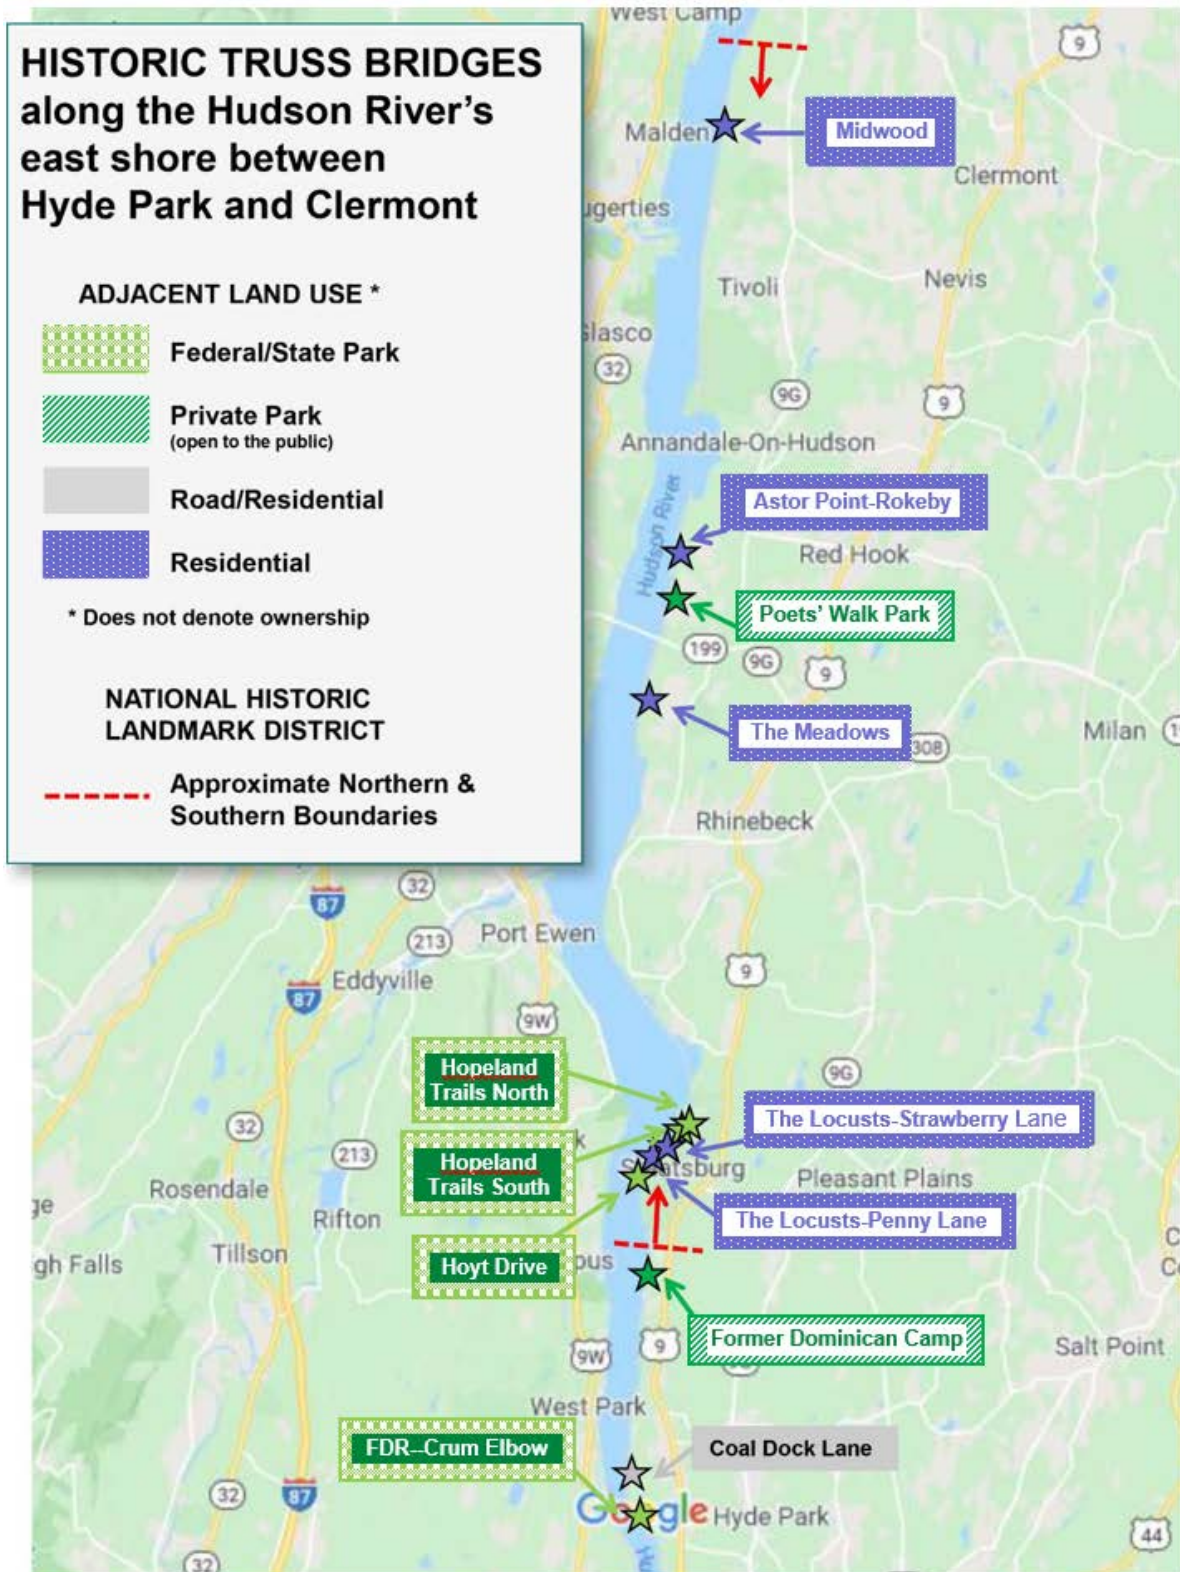 HISTORIC TRUSS BRIDGES
along the Hudson River's
east shore between
Hyde Park and Clermont
ADJACENT LAND USE *
Federal/State Park
Private Park
(open to the public)
Road/Residential
Residential
* Does not denote ownership
NATIONAL HISTORIC
LANDMARK DISTRICT
Approximate Northern &
Southern Boundaries
West Camp
9
Malden
Midwood
Clermont
ugerties
Tivoli
Nevis
Glasco
32
9G
9
Annandale-On-Hudson
Hudson River
Astor Point-Rokeby
Red Hook
Poets' Walk Park
199
9G
9
The Meadows
308
Milan
Rhinebeck
32
87
213
Port Ewen
Eddyville
9
87
9W
Hopeland
Trails North
9G
The Locusts-Strawberry Lane
32
213
k
Hopeland
Trails South
Staatsburg
Pleasant Plains
Rosendale
ge
Rifton
The Locusts-Penny Lane
Tillson
gh Falls
Hoyt Drive
pus
Former Dominican Camp
9
9W
Salt Point
West Park
FDR--Crum Elbow
Coal Dock Lane
32
87
Google
Hyde Park
44
32